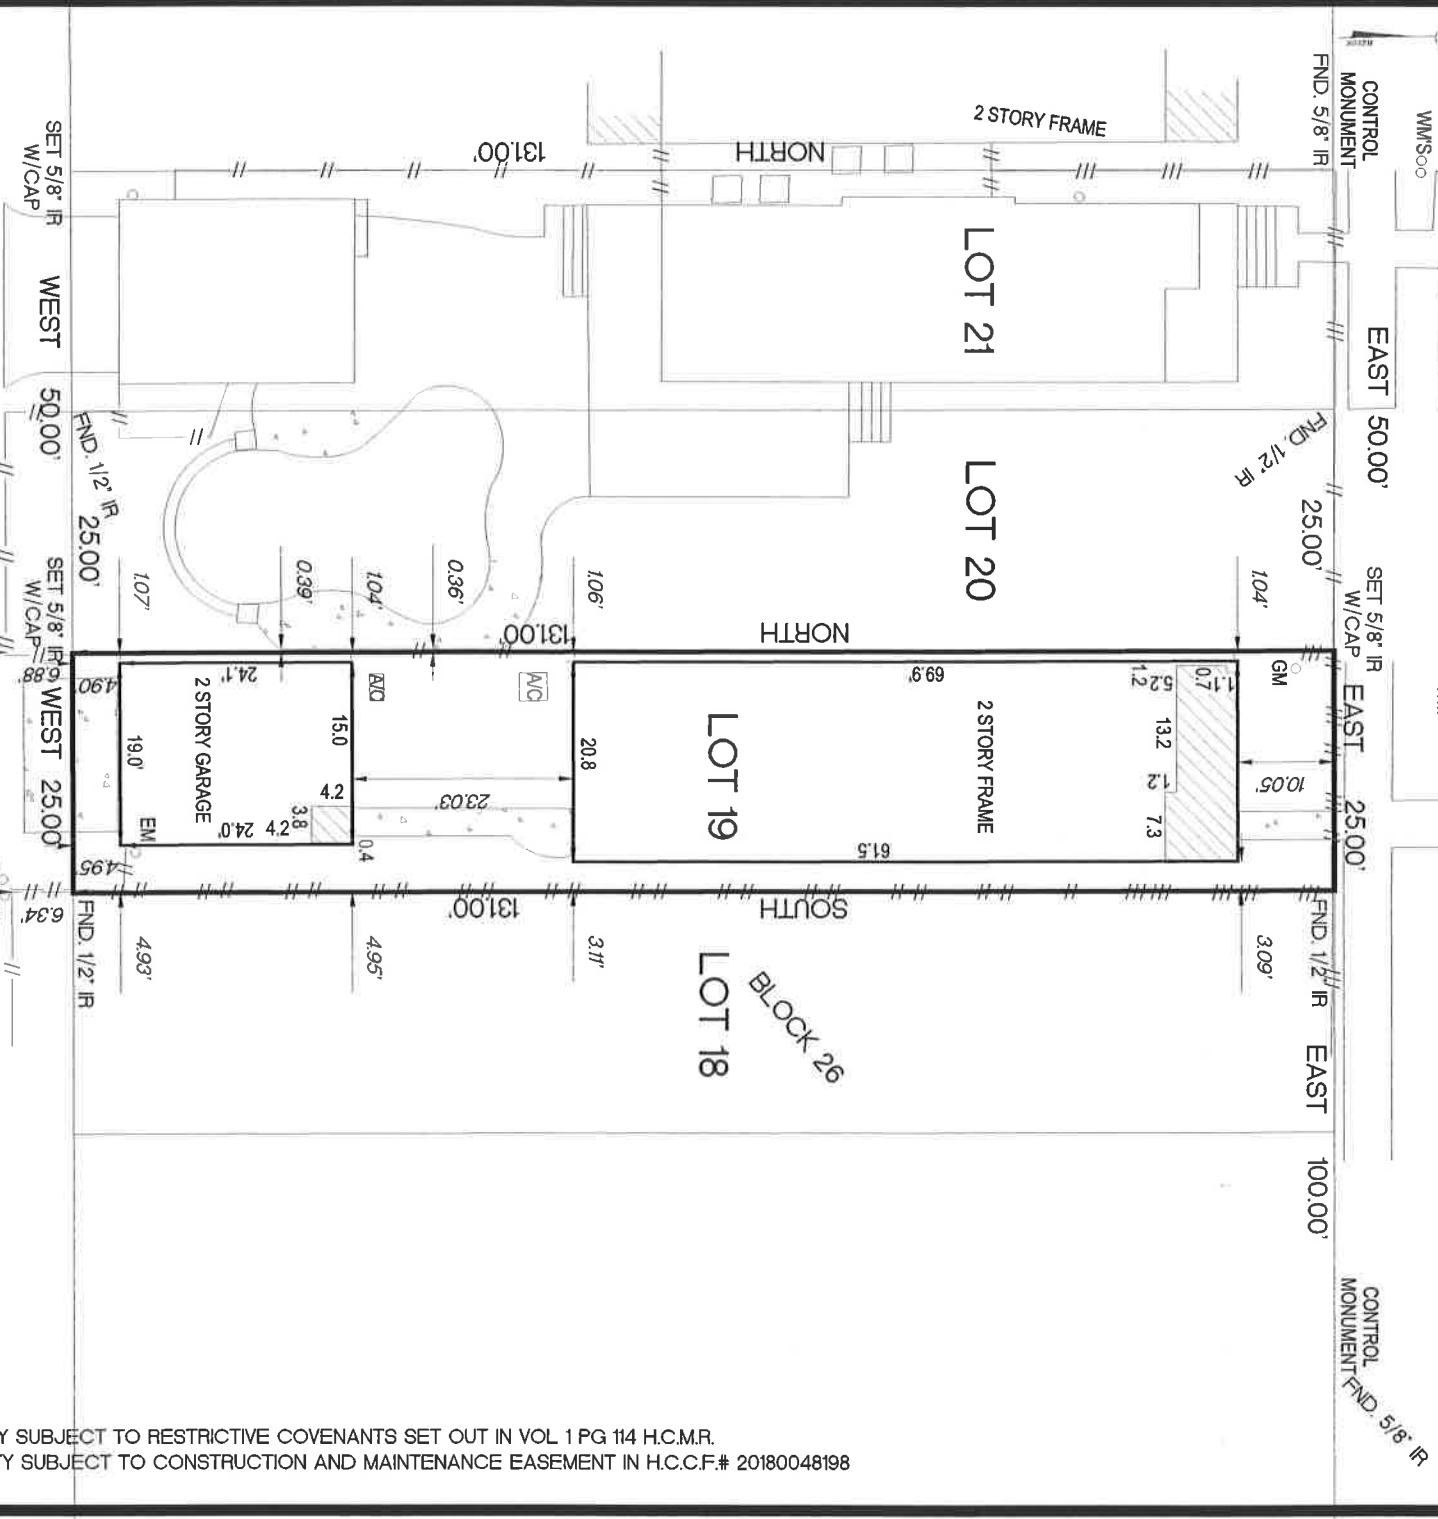 NORTH
WM'S
CONTROL
MONUMENT
FND. 5/8" IR
EAST 50.00'
2 STORY FRAME
NORTH
131.00'
LOT 21
SET 5/8" IR
W/CAP
WEST 50.00'
FND. 1/2" IR
25.00'
FND. 1/2" IR
25.00'
LOT 20
SET 5/8" IR
W/CAP
EAST 25.00'
SET 5/8" IR
W/CAP
1.07'
0.39'
1.04'
0.36'
1.06'
1.04'
NORTH
131.00'
GM
10.05'
1.1
0.7
5.2
1.2
13.2
1.2
7.3
69.9'
2 STORY FRAME
61.5
LOT 19
20.8
A/C
A/C
23.03'
24.1'
2 STORY GARAGE
15.0
4.2
3.8
4.2
24.0'
0.4
19.0'
EM
4.90'
4.95'
6.88'
WEST 25.00'
6.34'
FND. 1/2" IR
4.93'
4.95'
3.11'
3.09'
SOUTH
131.00'
FND. 1/2" IR
EAST 100.00'
LOT 18
BLOCK 26
CONTROL
MONUMENT
FND. 5/8" IR
Y SUBJECT TO RESTRICTIVE COVENANTS SET OUT IN VOL 1 PG 114 H.C.M.R.
TY SUBJECT TO CONSTRUCTION AND MAINTENANCE EASEMENT IN H.C.C.F.# 20180048198